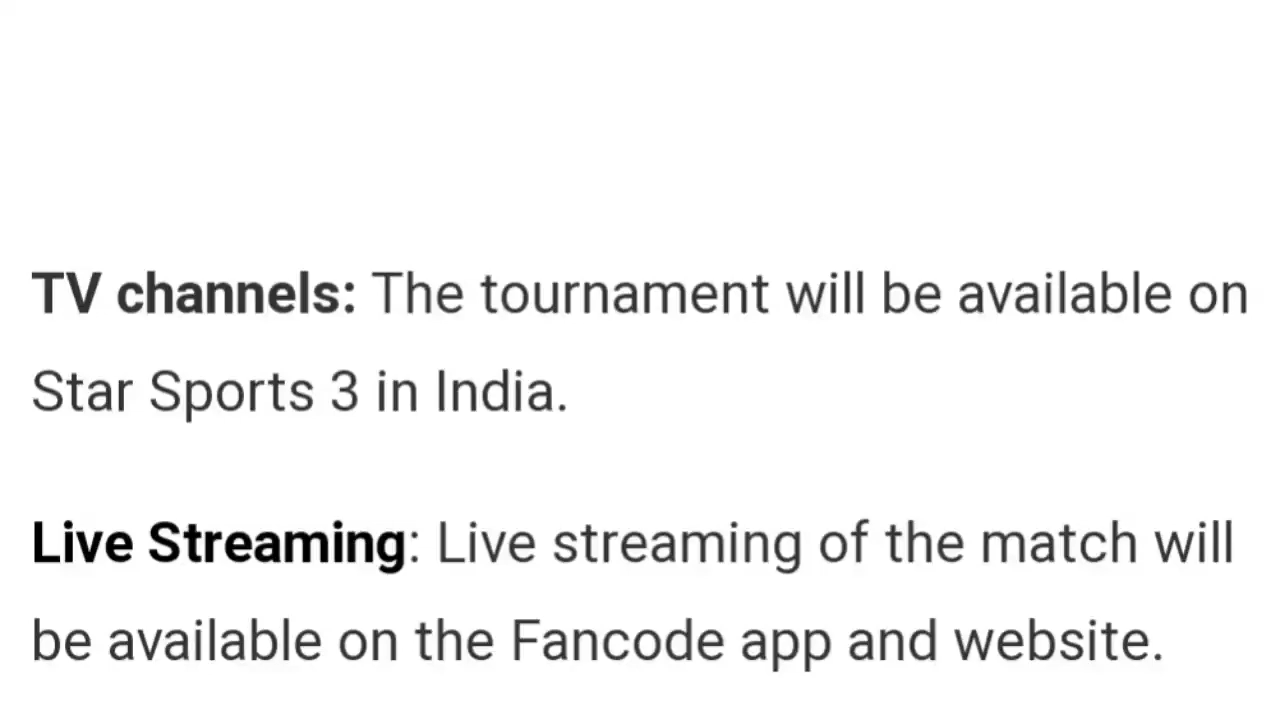 TV channels: The tournament will be available on
Star Sports 3 in India.
Live Streaming: Live streaming of the match will
be available on the Fancode app and website.